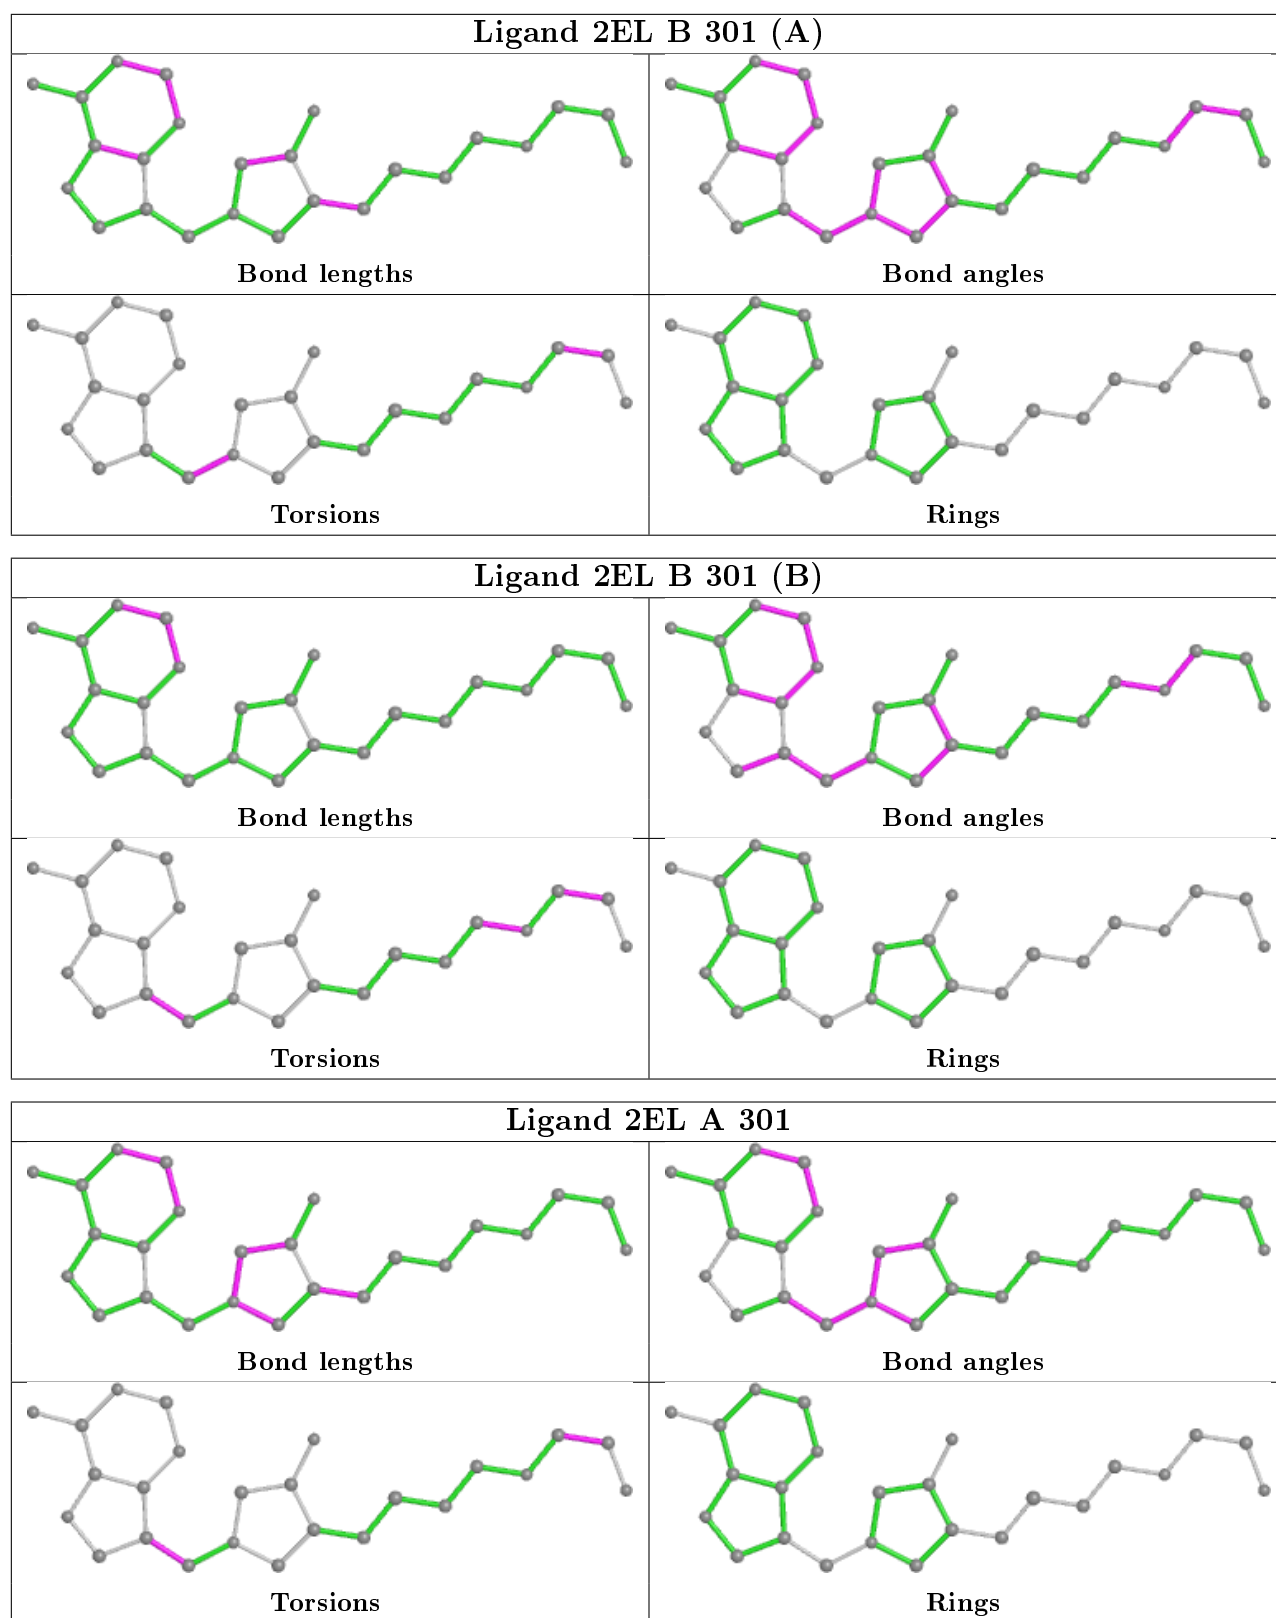 Ligand 2EL B 301 (A)
Bond lengths
Bond angles
Torsions
Rings
Ligand 2EL B 301 (B)
Bond lengths
Bond angles
Torsions
Rings
Ligand 2EL A 301
Bond lengths
Bond angles
Torsions
Rings